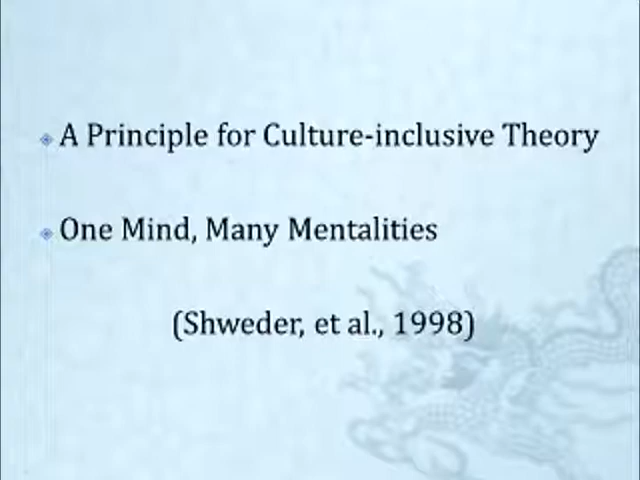 A Principle for Culture-inclusive Theory
One Mind, Many Mentalities
(Shweder, et al., 1998)